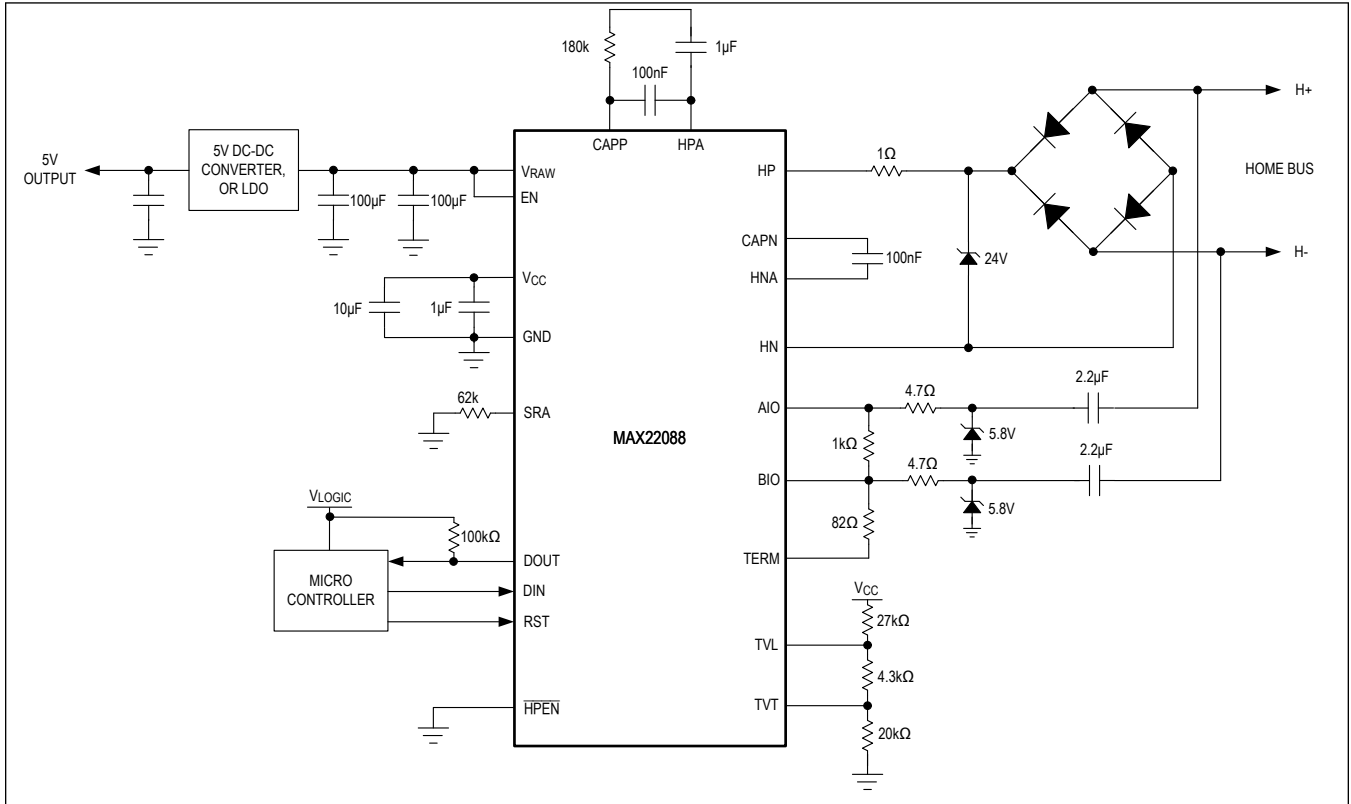 180k
1µF
100nF
CAPP
HPA
5V
OUTPUT
5V DC-DC
CONVERTER,
OR LDO
100µF
100µF
VRAW
EN
10µF
1µF
VCC
GND
62k
SRA
VLOGIC
100kΩ
MICRO
CONTROLLER
DOUT
DIN
RST
HPEN
MAX22088
HP
1Ω
CAPN
HNA
100nF
24V
HN
H+
HOME BUS
H-
AIO
4.7Ω
2.2µF
5.8V
1kΩ
BIO
4.7Ω
2.2µF
5.8V
82Ω
TERM
VCC
27kΩ
TVL
4.3kΩ
TVT
20kΩ